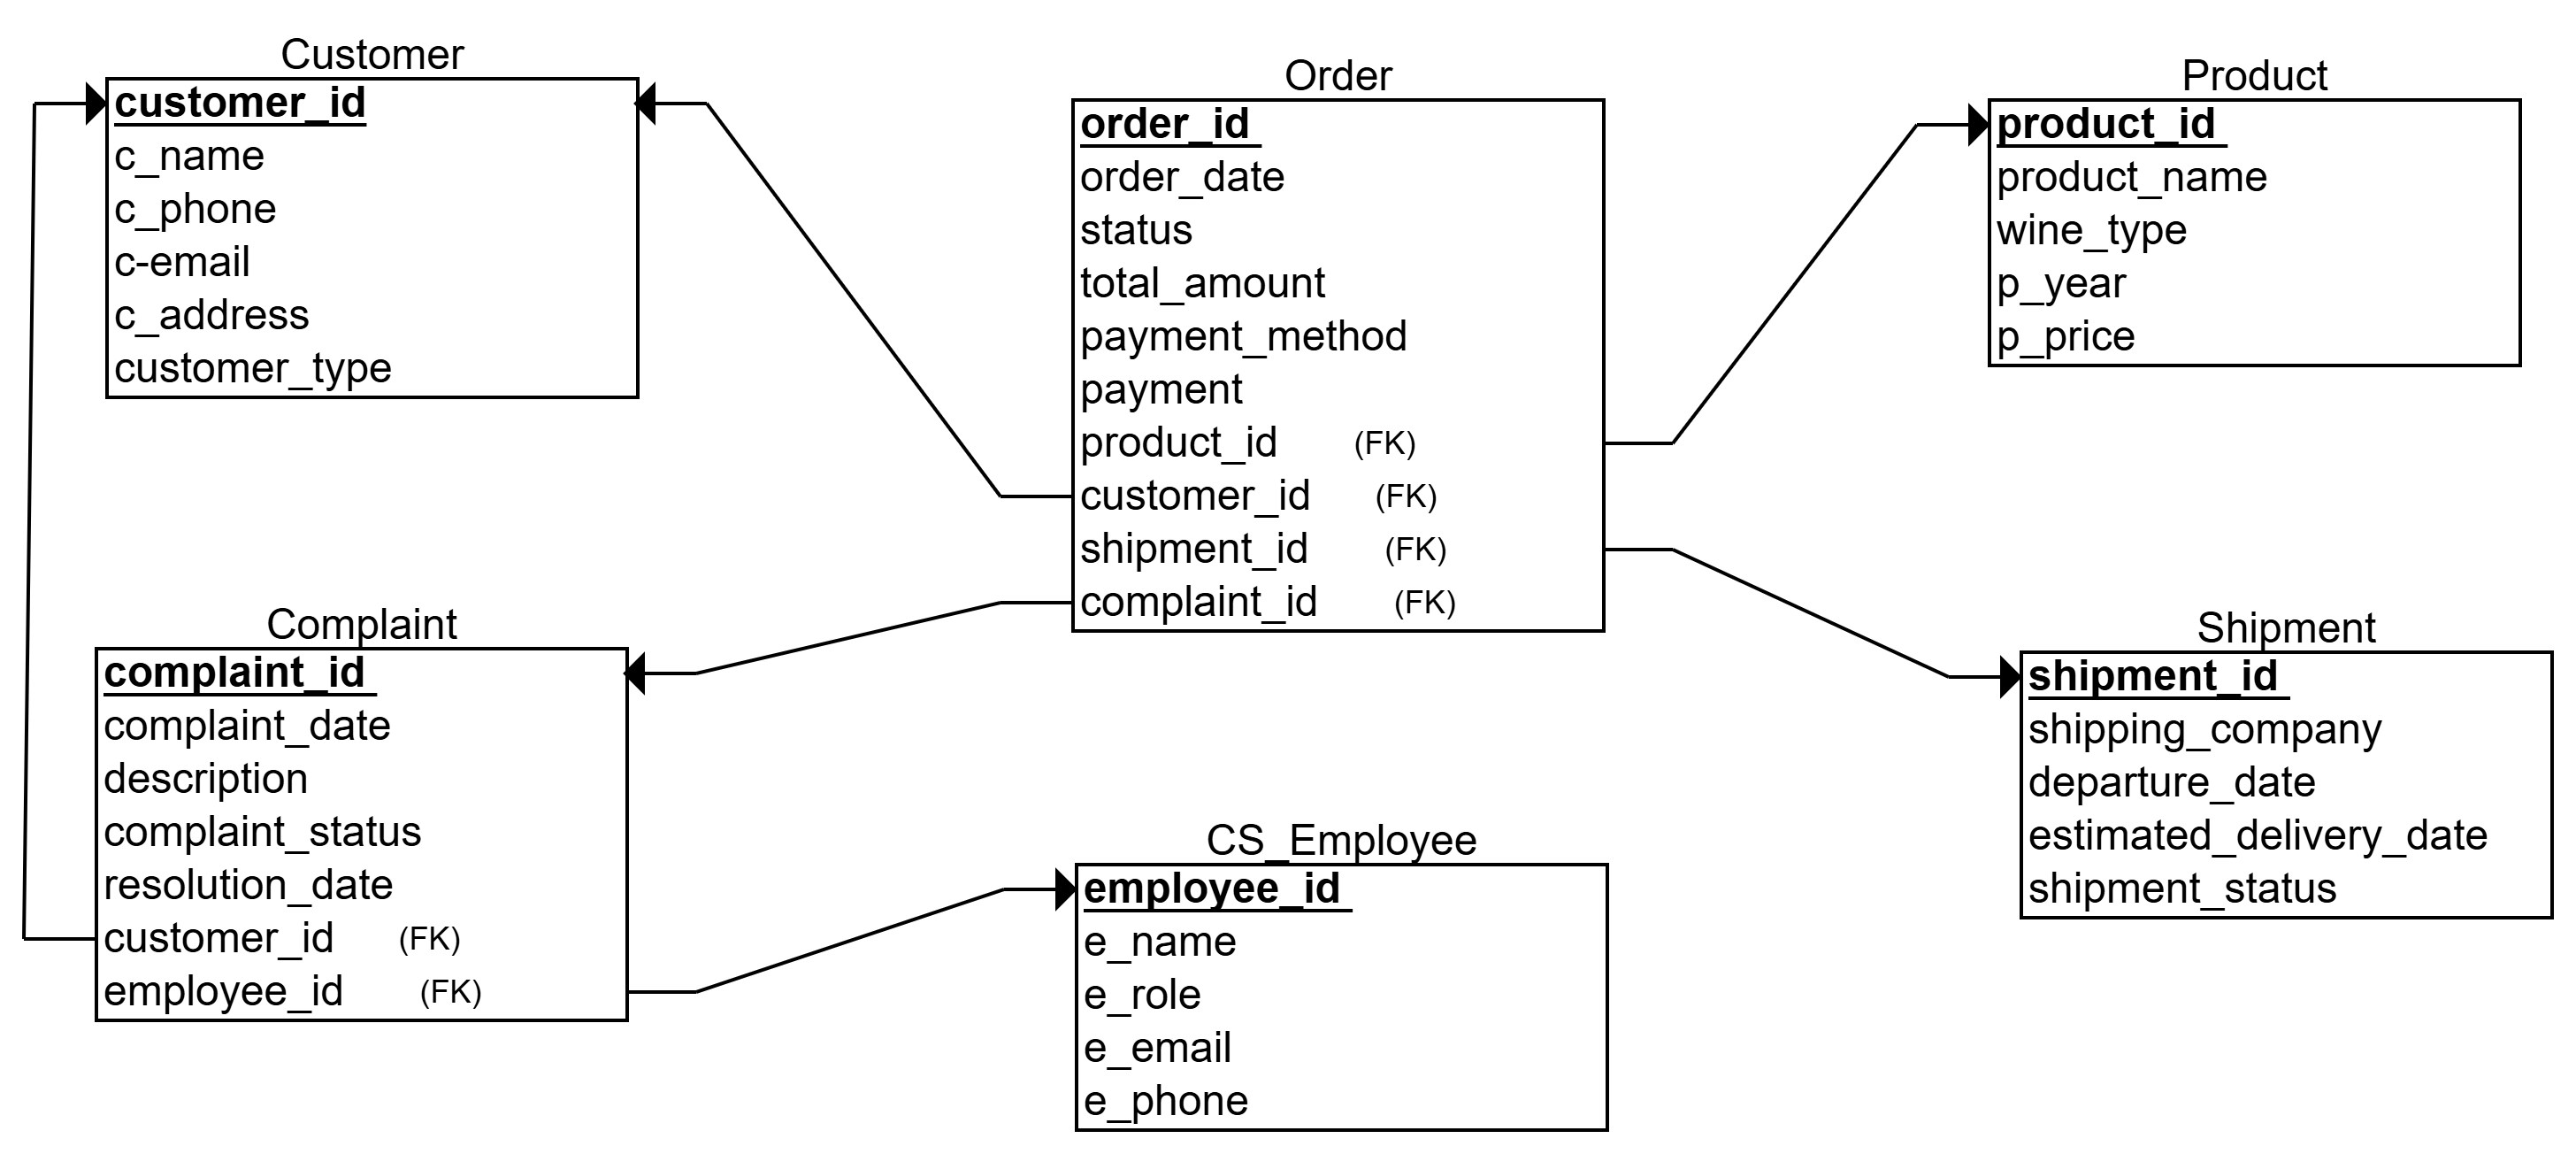 Customer
customer_id
c_name
c_phone
c-email
c_address
customer_type
Order
order_id
order_date
status
total_amount
payment_method
payment
product_id (FK)
customer_id (FK)
shipment_id (FK)
complaint_id (FK)
Product
product_id
product_name
wine_type
p_year
p_price
Complaint
complaint_id
complaint_date
description
complaint_status
resolution_date
customer_id (FK)
employee_id (FK)
CS_Employee
employee_id
e_name
e_role
e_email
e_phone
Shipment
shipment_id
shipping_company
departure_date
estimated_delivery_date
shipment_status